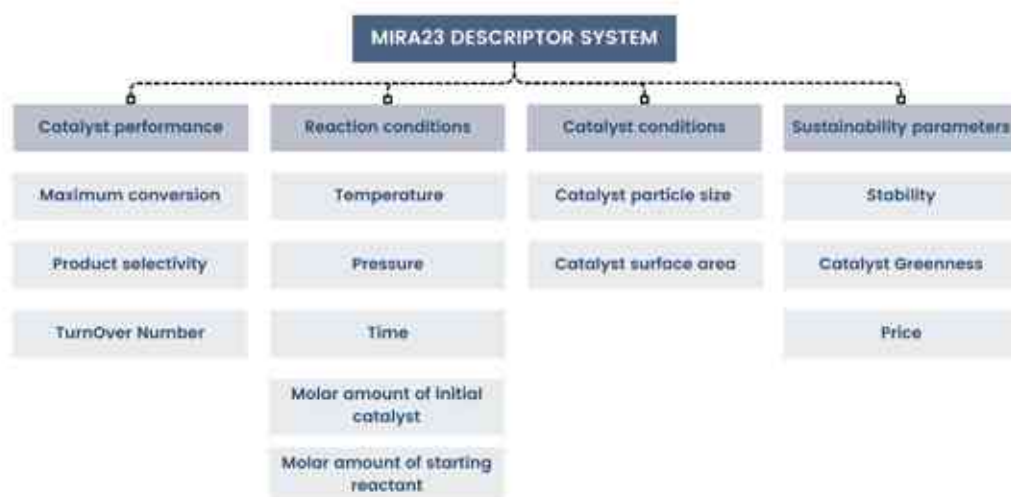 MIRA23 DESCRIPTOR SYSTEM
Catalyst performance
Reaction conditions
Catalyst conditions
Sustainability parameters
Maximum conversion
Temperature
Catalyst particle size
Stability
Product selectivity
Pressure
Catalyst surface area
Catalyst Greenness
TurnOver Number
Time
Price
Molar amount of initial
catalyst
Molar amount of starting
reactant